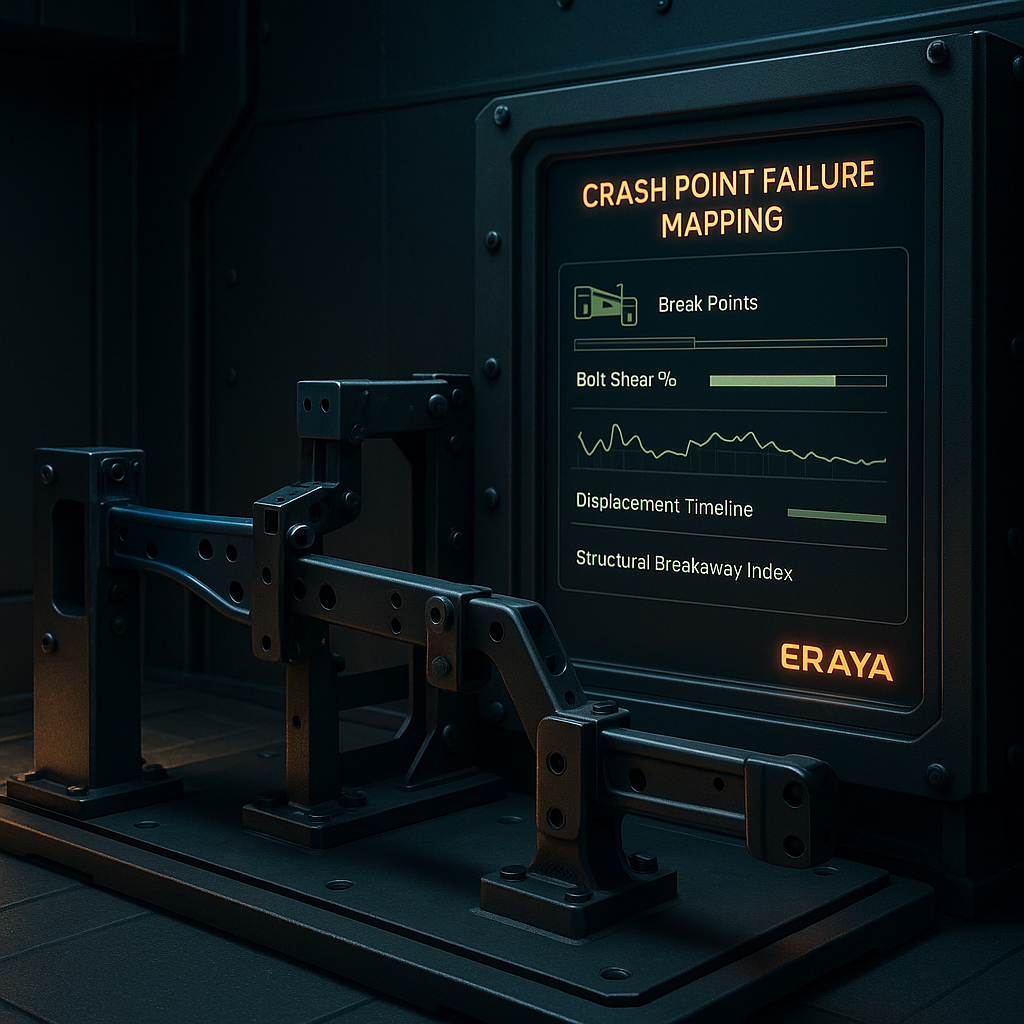 CRASH POINT FAILURE
MAPPING
Break Points
Bolt Shear %
Displacement Timeline
Structural Breakaway Index
ERAYA